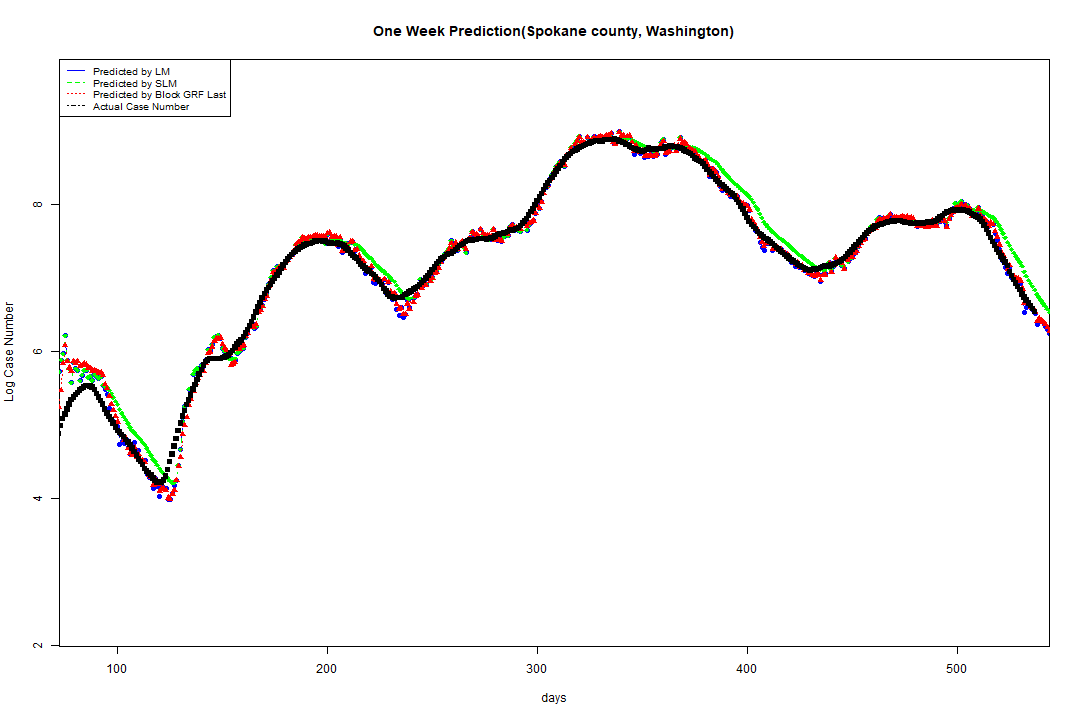 One Week Prediction(Spokane county, Washington)
Predicted by LM
Predicted by SLM
Predicted by Block GRF Last
Actual Case Number
8
6
4
2
Log Case Number
100 200 300 400 500
days